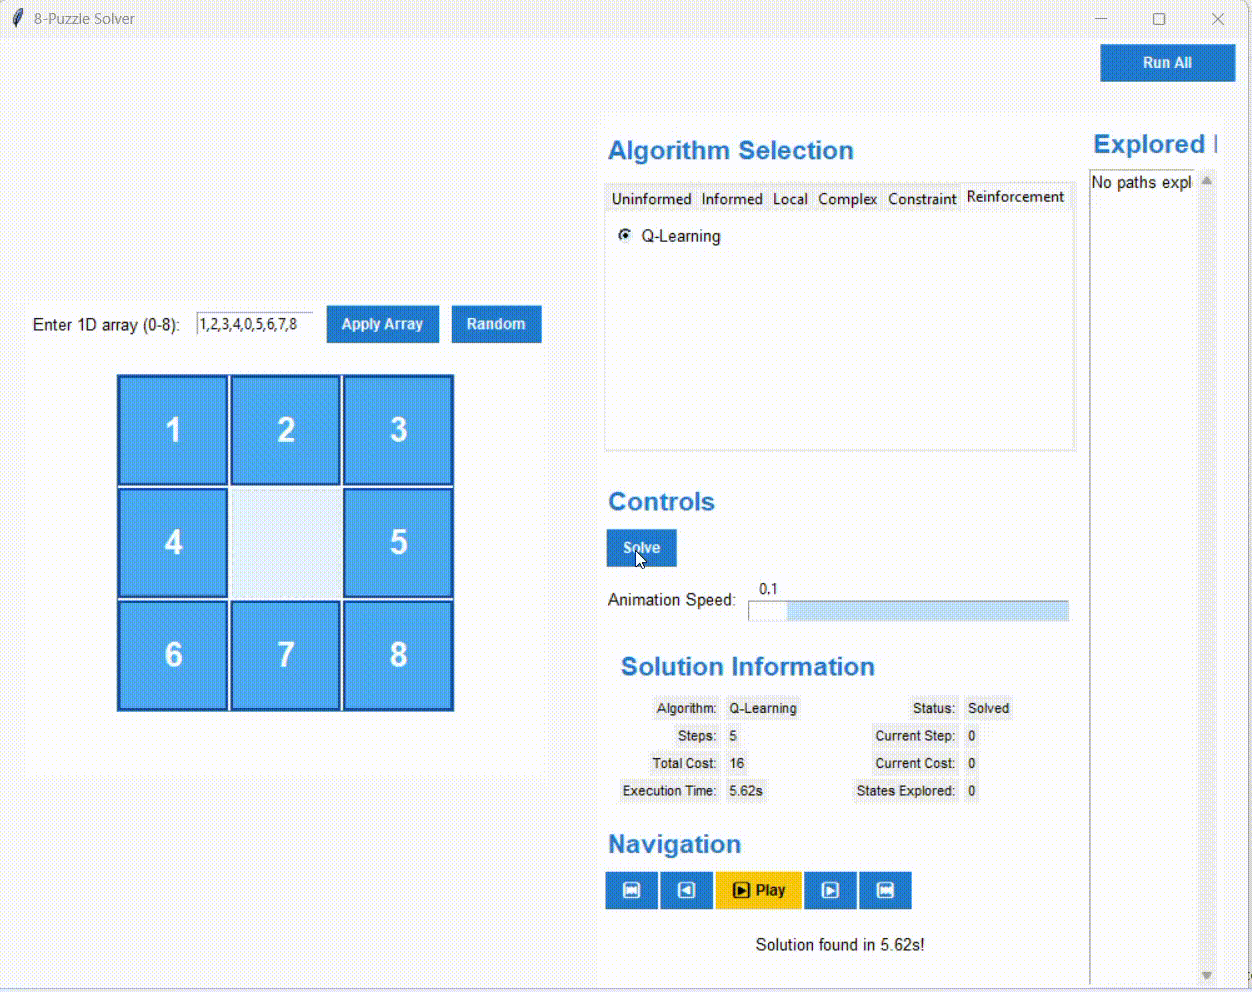 8-Puzzle Solver
Run All
Algorithm Selection
Explored
Uninformed Informed Local Complex Constraint Reinforcement
No paths expl
Q-Learning
Enter 1D array (0-8): 1,2,3,4,0,5,6,7,8 Apply Array Random
1 2 3
4 5
6 7 8
Controls
Solve
0.1
Animation Speed:
Solution Information
Algorithm: Q-Learning Status: Solved
Steps: 5 Current Step: 0
Total Cost: 16 Current Cost: 0
Execution Time: 5.62s States Explored: 0
Navigation
Play
Solution found in 5.62s!